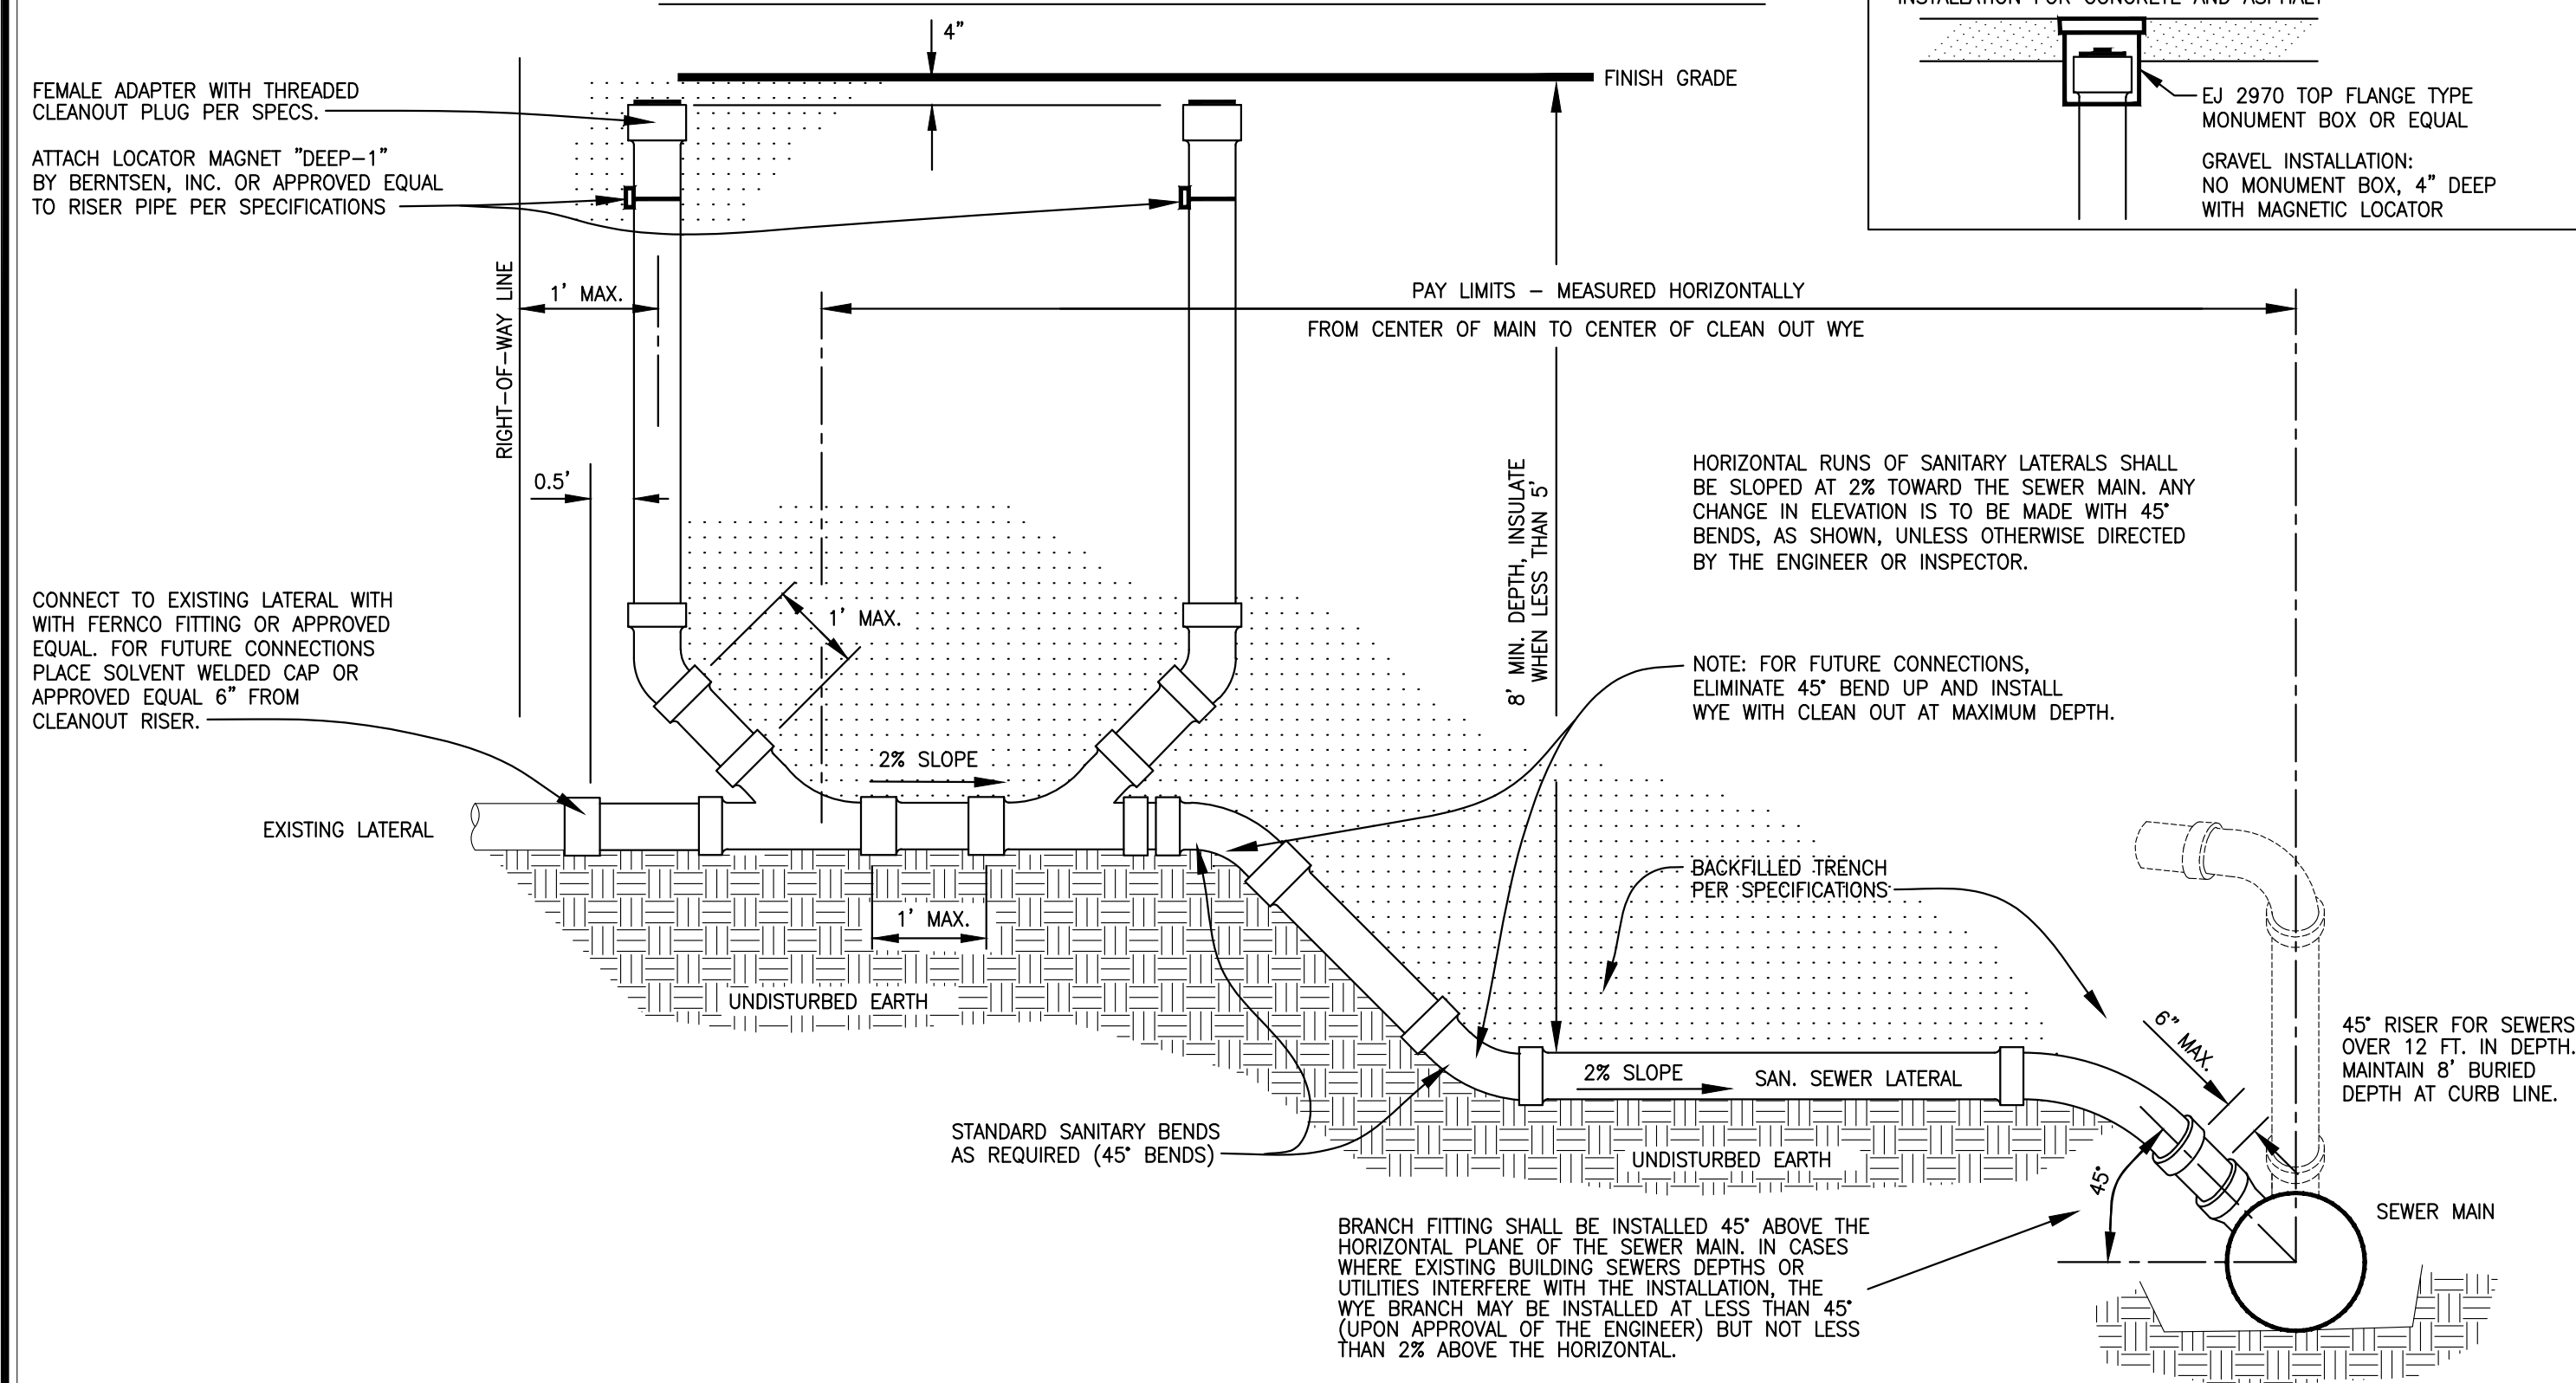 INSTALLATION FOR CONCRETE AND ASPHALT
4"
FINISH GRADE
FEMALE ADAPTER WITH THREADED
CLEANOUT PLUG PER SPECS.
EJ 2970 TOP FLANGE TYPE
MONUMENT BOX OR EQUAL
GRAVEL INSTALLATION:
NO MONUMENT BOX, 4" DEEP
WITH MAGNETIC LOCATOR
ATTACH LOCATOR MAGNET "DEEP-1"
BY BERNTSEN, INC. OR APPROVED EQUAL
TO RISER PIPE PER SPECIFICATIONS
RIGHT-OF-WAY LINE
1' MAX.
PAY LIMITS - MEASURED HORIZONTALLY
FROM CENTER OF MAIN TO CENTER OF CLEAN OUT WYE
0.5'
8' MIN. DEPTH, INSULATE
WHEN LESS THAN 5'
HORIZONTAL RUNS OF SANITARY LATERALS SHALL
BE SLOPED AT 2% TOWARD THE SEWER MAIN. ANY
CHANGE IN ELEVATION IS TO BE MADE WITH 45°
BENDS, AS SHOWN, UNLESS OTHERWISE DIRECTED
BY THE ENGINEER OR INSPECTOR.
CONNECT TO EXISTING LATERAL WITH
WITH FERNCO FITTING OR APPROVED
EQUAL. FOR FUTURE CONNECTIONS
PLACE SOLVENT WELDED CAP OR
APPROVED EQUAL 6" FROM
CLEANOUT RISER.
1' MAX.
NOTE: FOR FUTURE CONNECTIONS,
ELIMINATE 45° BEND UP AND INSTALL
WYE WITH CLEAN OUT AT MAXIMUM DEPTH.
2% SLOPE
EXISTING LATERAL
BACKFILLED TRENCH
PER SPECIFICATIONS
1' MAX.
UNDISTURBED EARTH
6" MAX.
45° RISER FOR SEWERS
OVER 12 FT. IN DEPTH.
MAINTAIN 8' BURIED
DEPTH AT CURB LINE.
2% SLOPE
SAN. SEWER LATERAL
STANDARD SANITARY BENDS
AS REQUIRED (45° BENDS)
UNDISTURBED EARTH
45°
SEWER MAIN
BRANCH FITTING SHALL BE INSTALLED 45° ABOVE THE
HORIZONTAL PLANE OF THE SEWER MAIN. IN CASES
WHERE EXISTING BUILDING SEWERS DEPTHS OR
UTILITIES INTERFERE WITH THE INSTALLATION, THE
WYE BRANCH MAY BE INSTALLED AT LESS THAN 45°
(UPON APPROVAL OF THE ENGINEER) BUT NOT LESS
THAN 2% ABOVE THE HORIZONTAL.